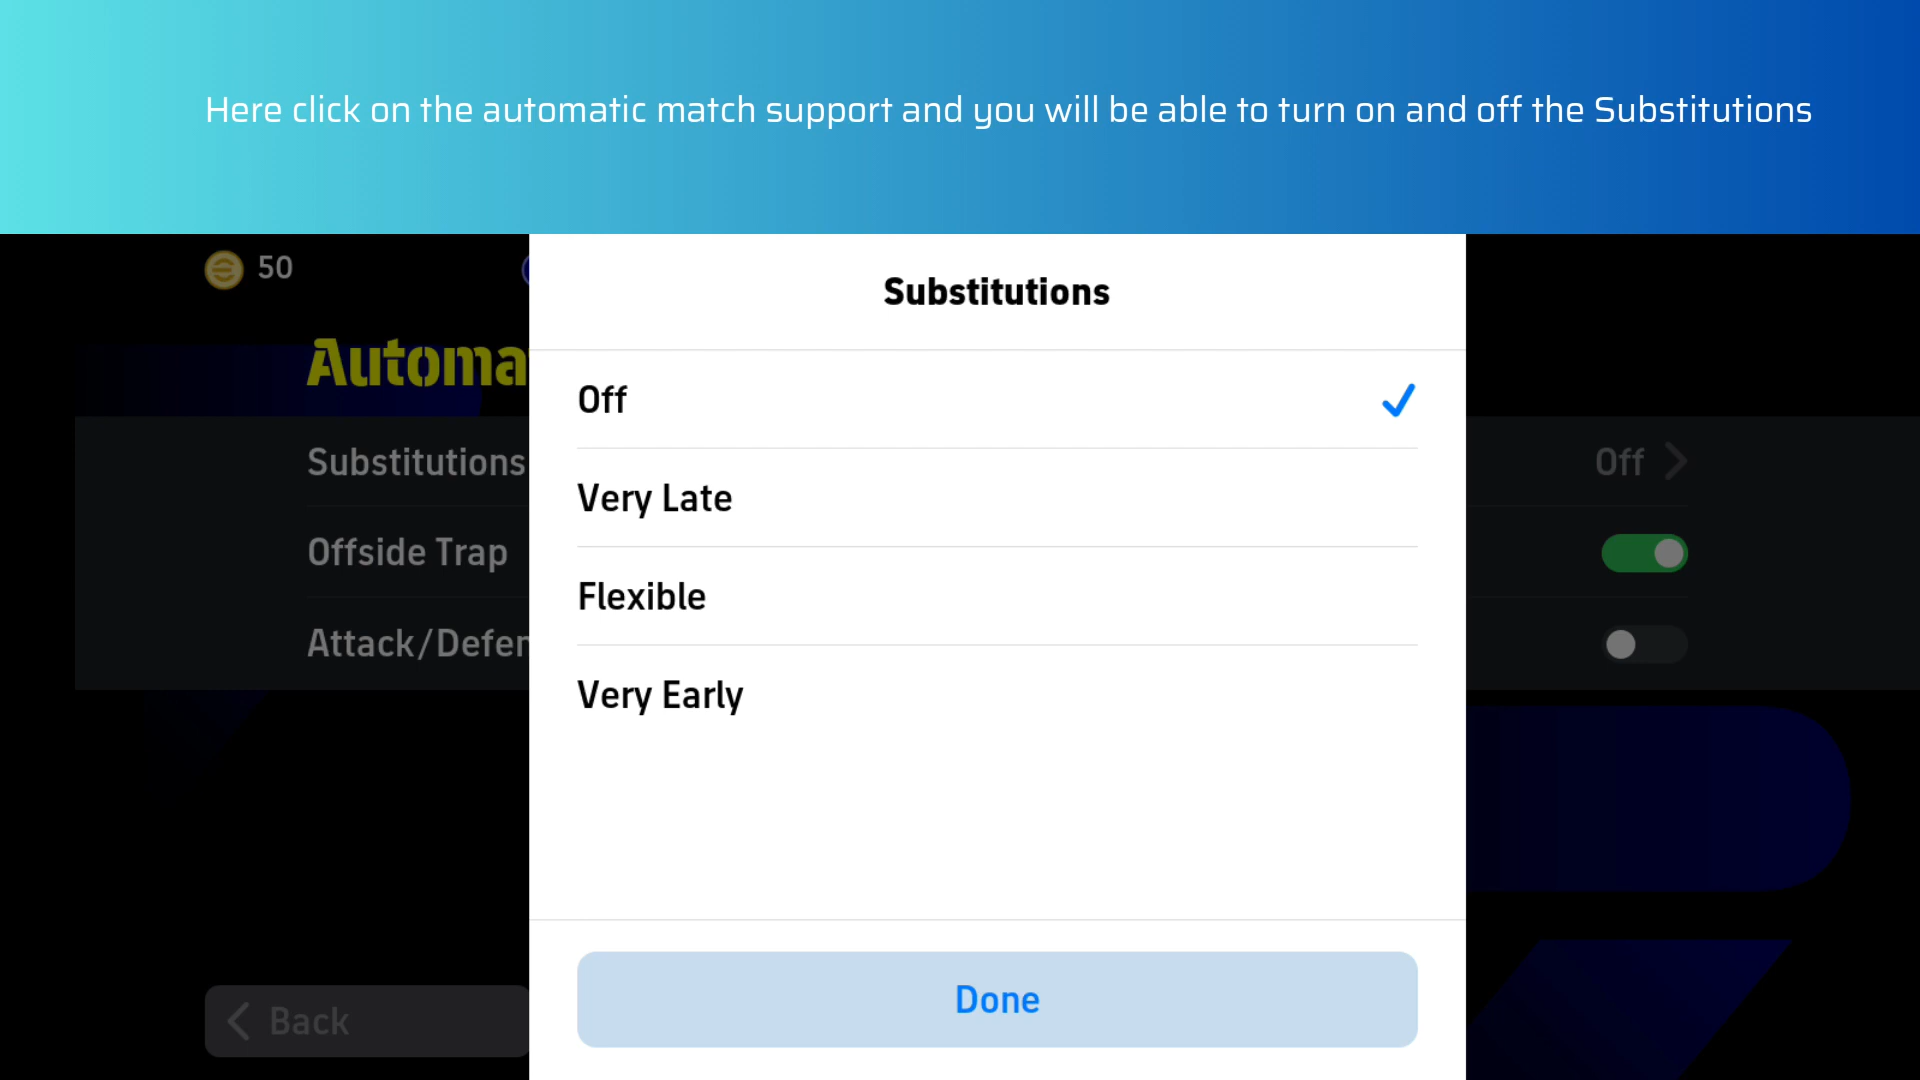 Here click on the automatic match support and you will be able to turn on and off the Substitutions
50
Substitutions
Automa
Off
Substitutions
Off
Very Late
Offside Trap
Flexible
Attack/Defen
Very Early
Done
Back